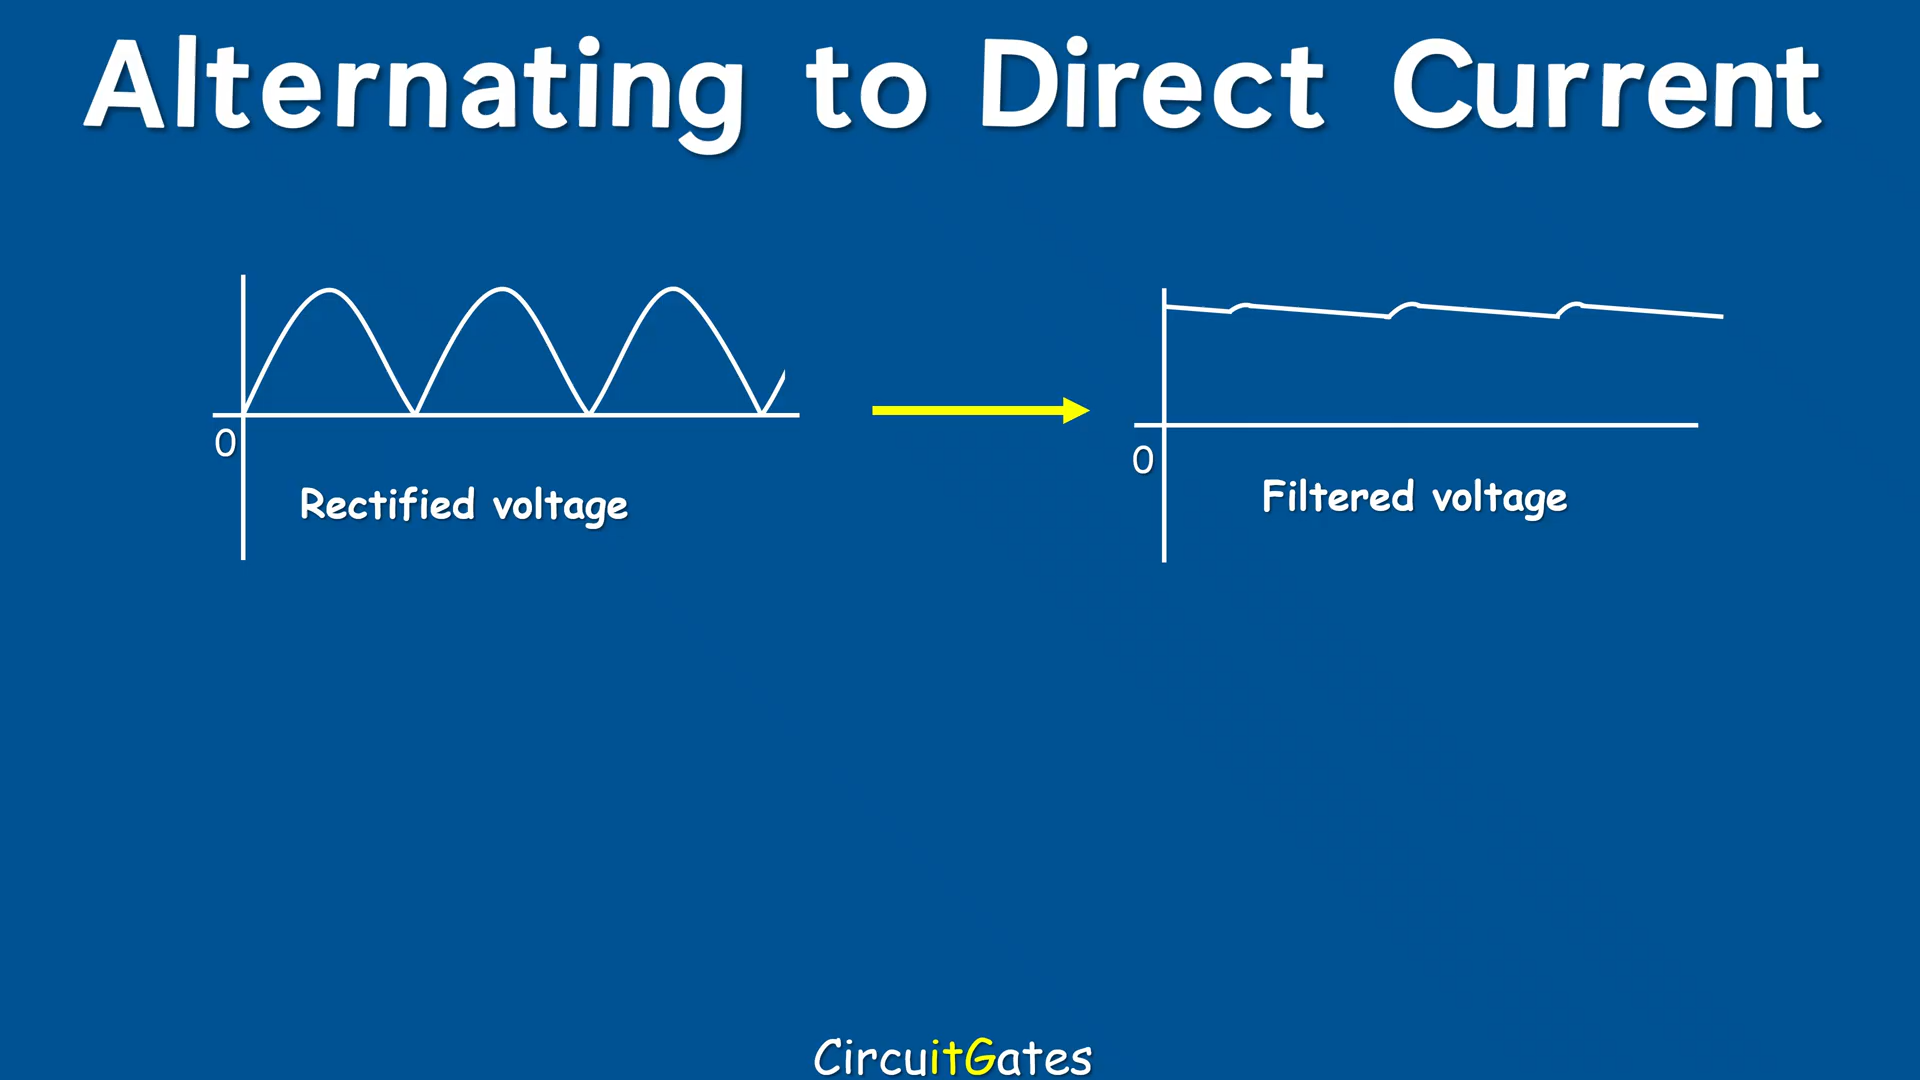 Alternating to Direct Current
0
Rectified voltage
0
Filtered voltage
CircuitGates